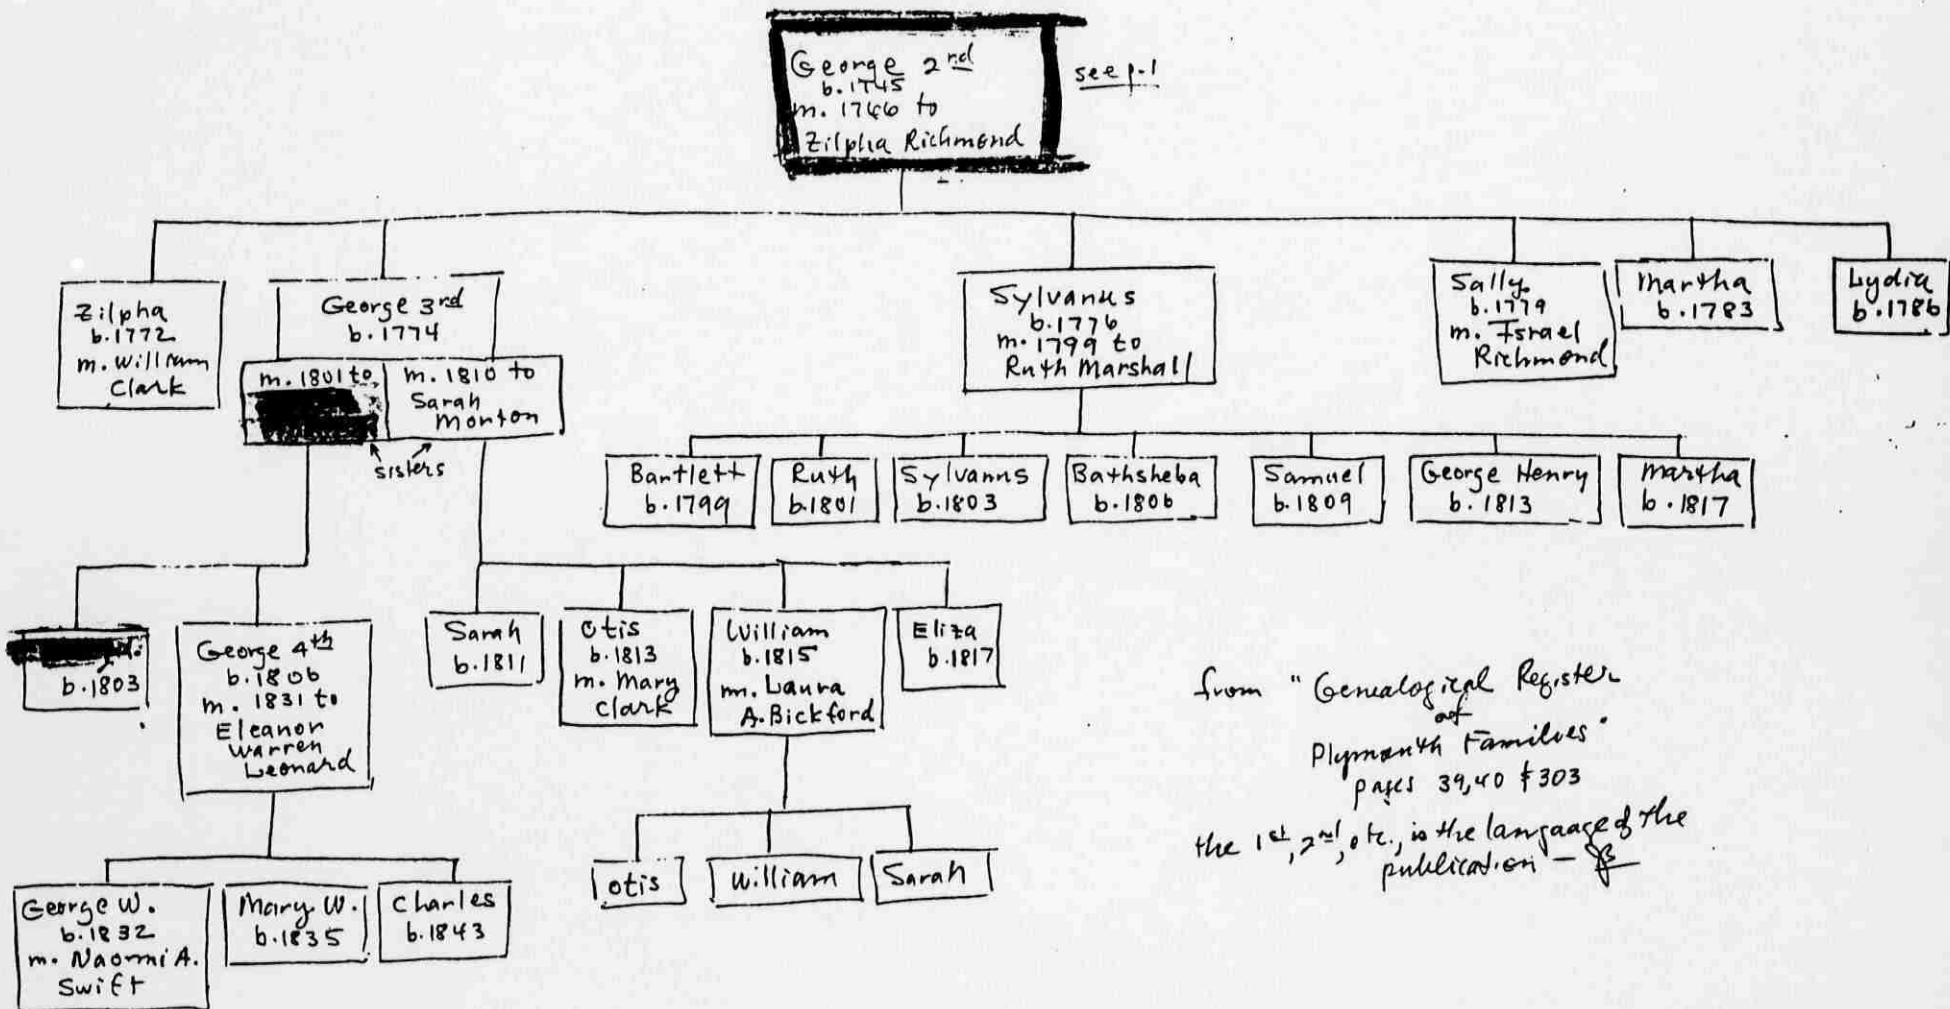 George 2nd
b. 1745
m. 1766 to
Zilpha Richmond
see p. 1
Zilpha
b. 1772
m. William
Clark
George 3rd
b. 1774
m. 1801 to
m. 1810 to
Sarah
Morton
sisters
Sylvanus
b. 1776
m. 1799 to
Ruth Marshall
Sally
b. 1779
m. Israel
Richmond
Martha
b. 1783
Lydia
b. 1786
Bartlett
b. 1799
Ruth
b. 1801
Sylvanus
b. 1803
Bathsheba
b. 1806
Samuel
b. 1809
George Henry
b. 1813
Martha
b. 1817
b. 1803
George 4th
b. 1806
m. 1831 to
Eleanor
Warren
Leonard
Sarah
b. 1811
Otis
b. 1813
m. Mary
Clark
William
b. 1815
m. Laura
A. Bickford
Eliza
b. 1817
George W.
b. 1832
m. Naomi A.
Swift
Mary W.
b. 1835
Charles
b. 1843
Otis
William
Sarah
from "Genealogical Register
of
Plymouth Families"
pages 39, 40 & 303
the 1st, 2nd, etc., is the language of the
publication –